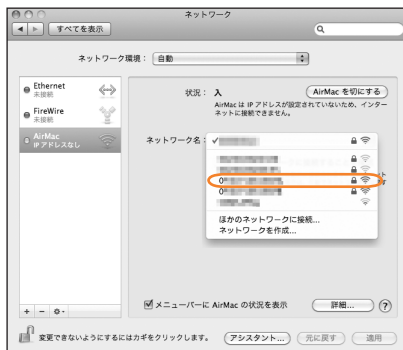 ネットワーク
すべてを表示
ネットワーク環境： 自動
Ethernet
未接続
FireWire
未接続
AirMac
IP アドレスなし
状況： 入
AirMac を切にする
AirMac は IP アドレスが設定されていないため、インター
ネットに接続できません。
ネットワーク名：
ほかのネットワークに接続...
ネットワークを作成...
メニューバーに AirMac の状況を表示
詳細...
?
変更できないようにするにはカギをクリックします。
アシスタント...
元に戻す
適用